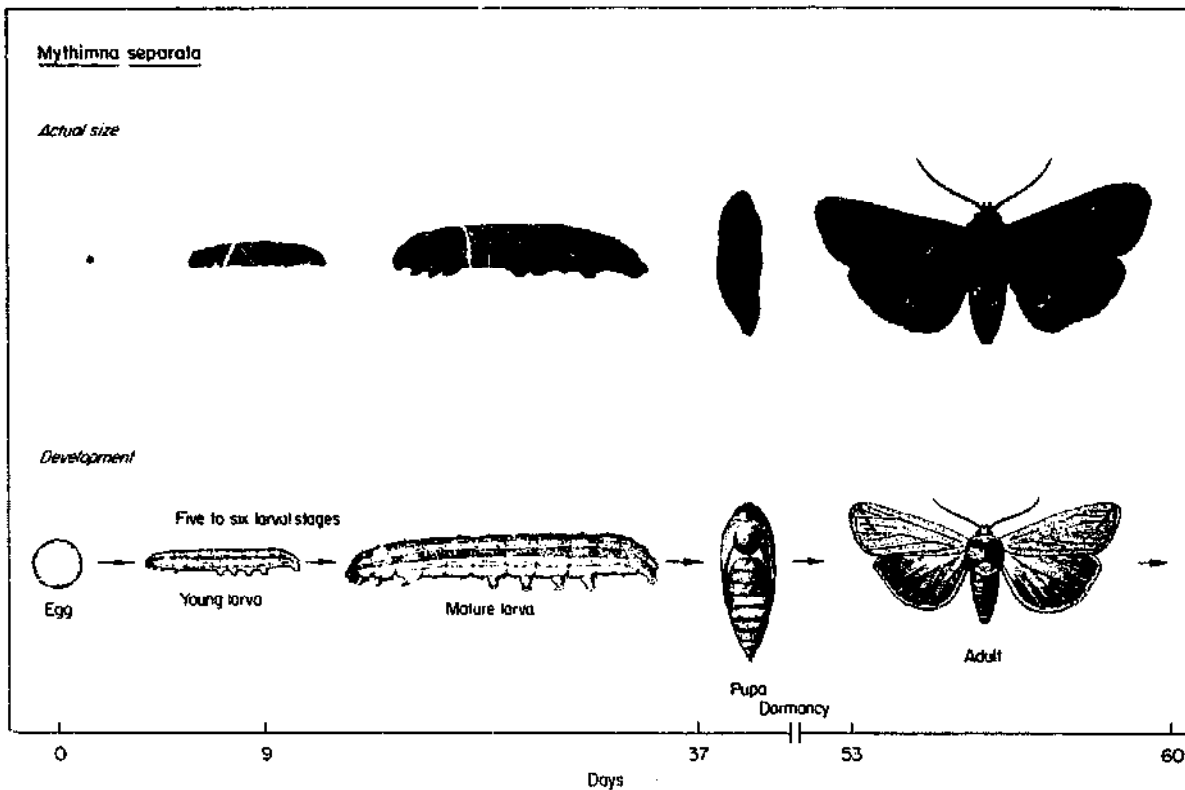 Mythimna separata
Actual size
Development
Five to six larval stages
Egg
Young larva
Mature larva
Pupa
Adult
Dormancy
0 9 37 53 60
Days